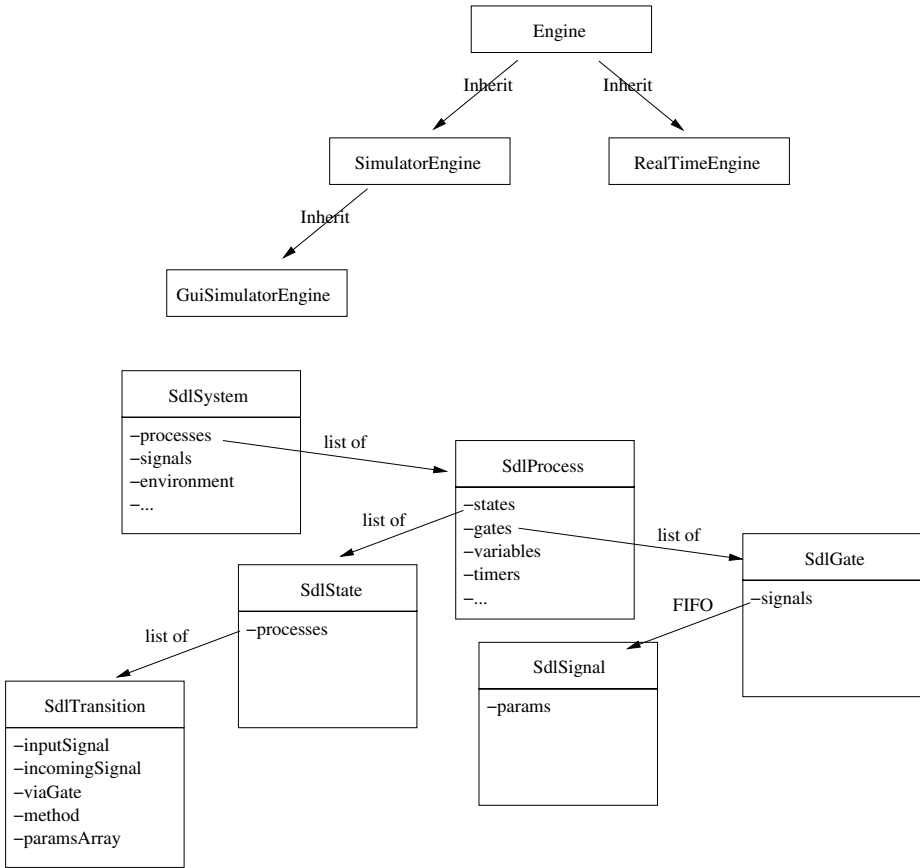 Engine
Inherit
Inherit
SimulatorEngine
RealTimeEngine
Inherit
GuiSimulatorEngine
SdlSystem
−processes
−signals
−environment
−...
list of
SdlProcess
−states
−gates
−variables
−timers
−...
list of
list of
SdlGate
−signals
SdlState
−processes
FIFO
list of
SdlSignal
−params
SdlTransition
−inputSignal
−incomingSignal
−viaGate
−method
−paramsArray